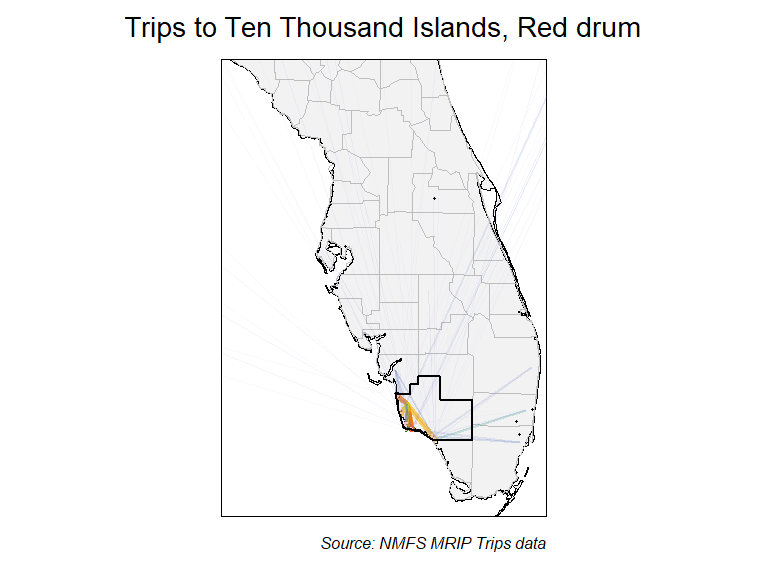 Trips to Ten Thousand Islands, Red drum
Source: NMFS MRIP Trips data